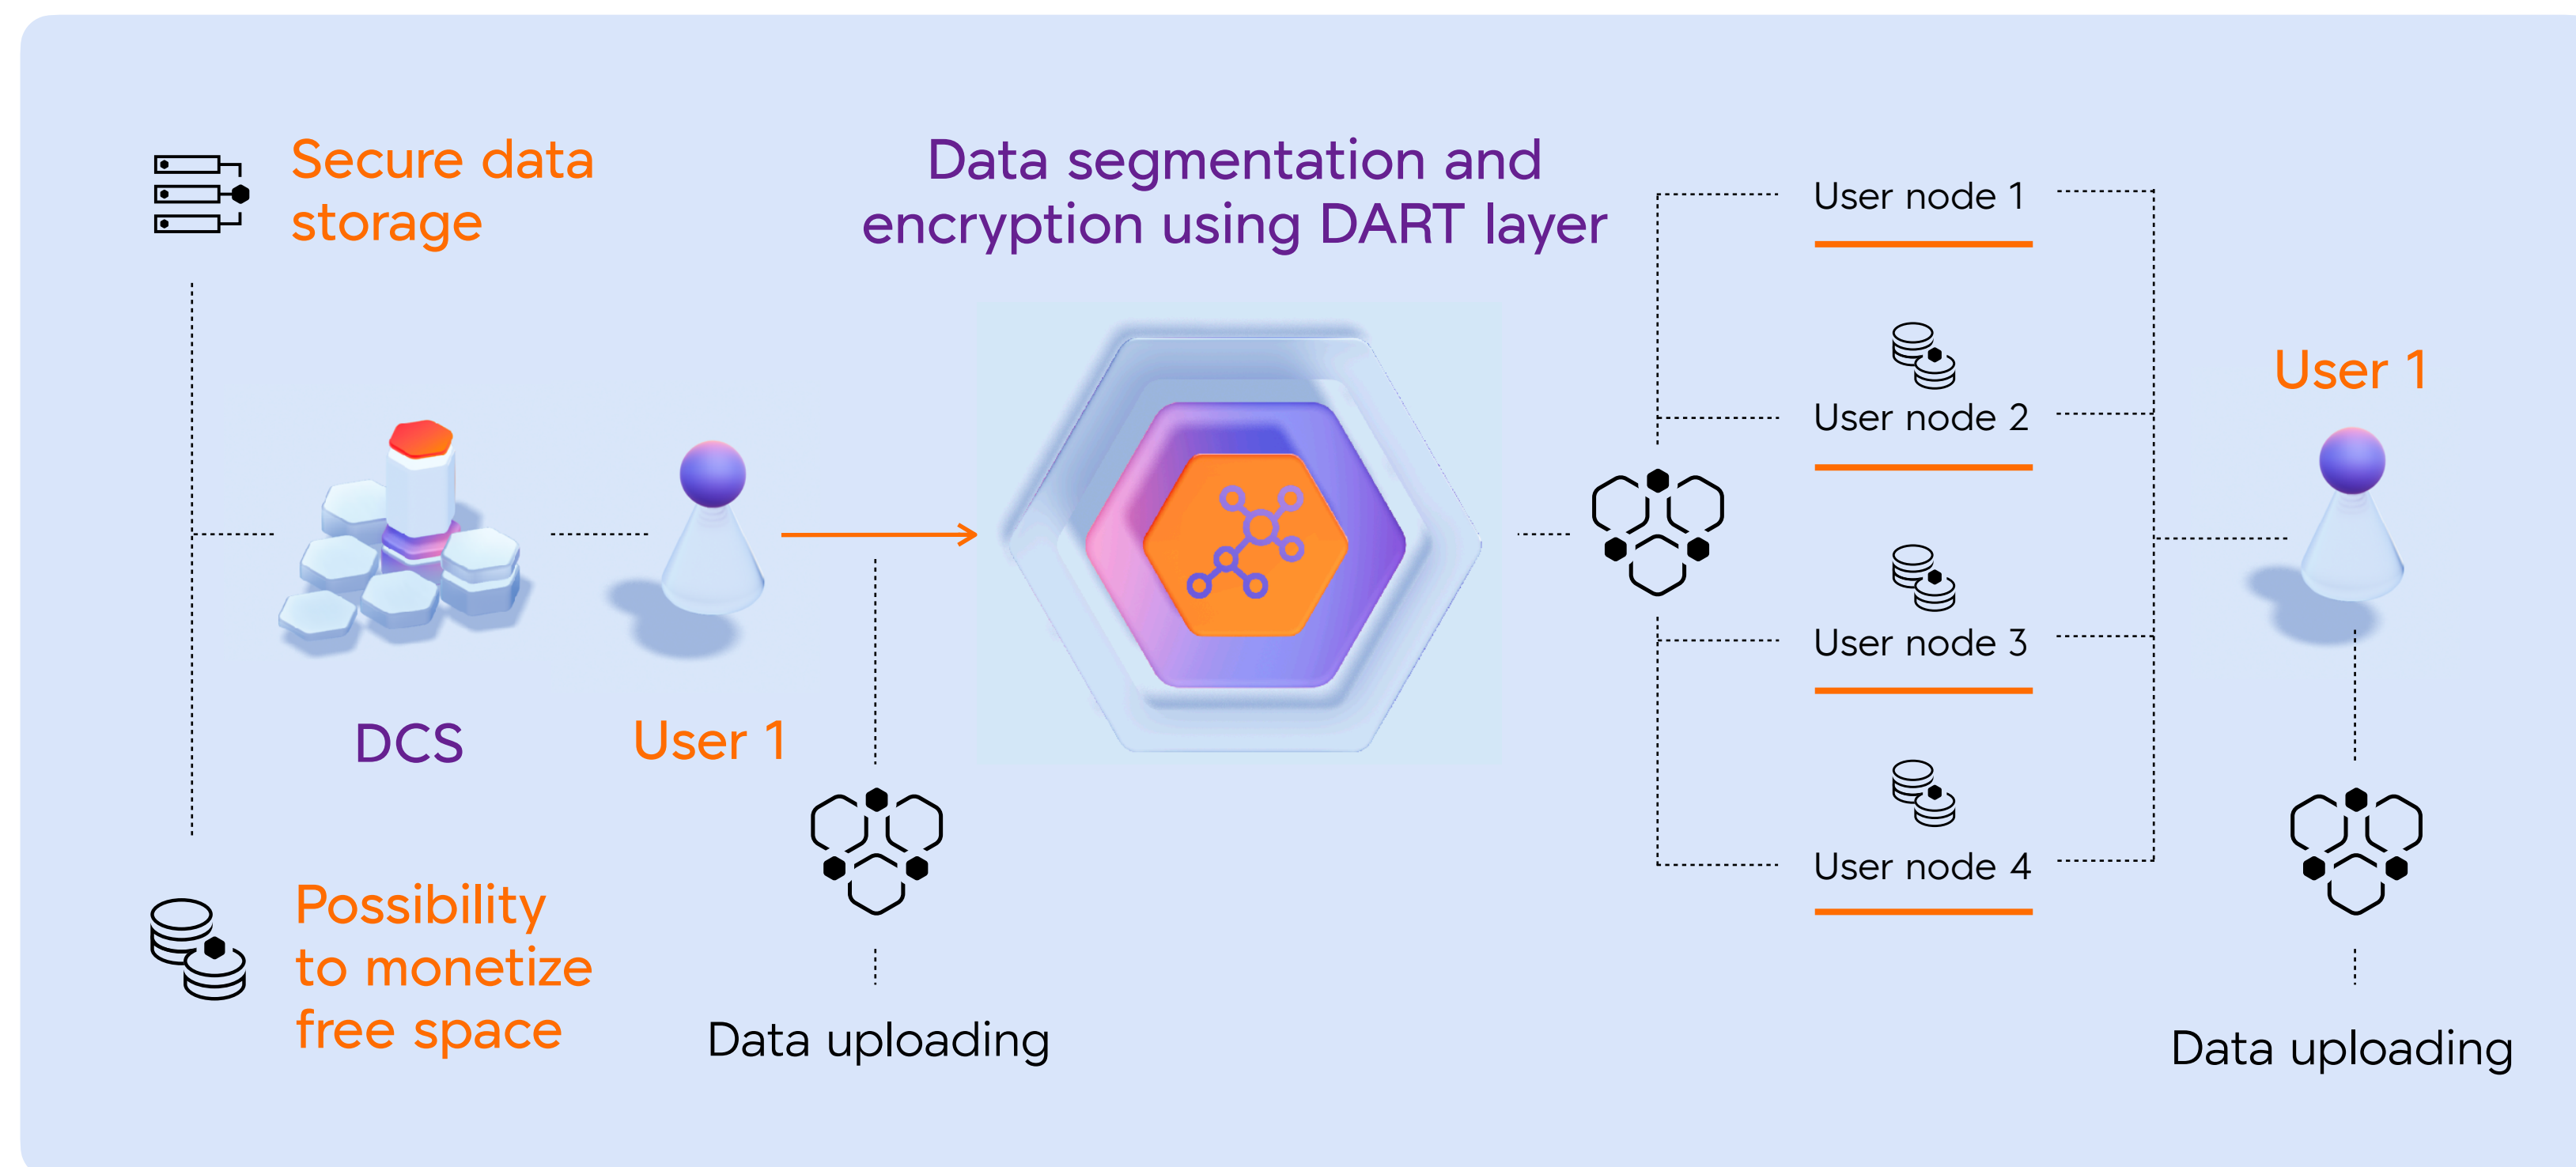 Secure data
storage
DCS
User 1
Possibility
to monetize
free space
Data uploading
Data segmentation and
encryption using DART layer
User node 1
User node 2
User node 3
User node 4
User 1
Data uploading